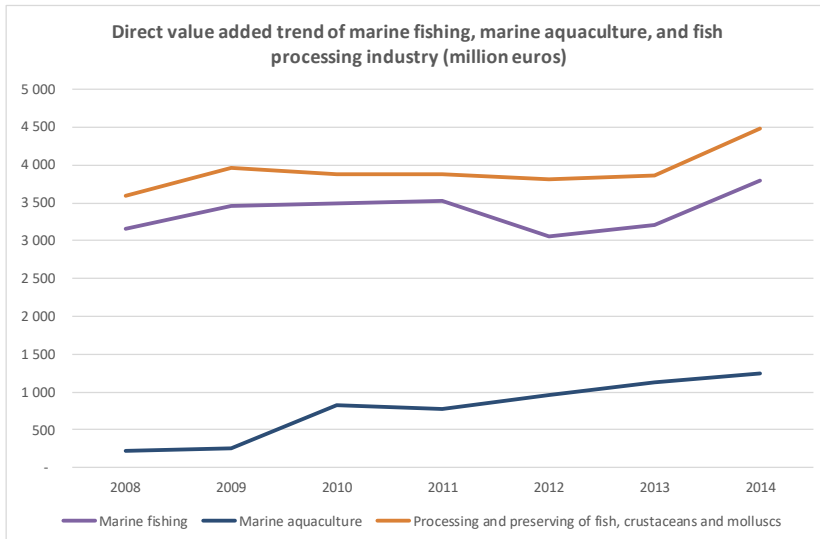 Direct value added trend of marine fishing, marine aquaculture, and fish
processing industry (million euros)
5 000
4 500
4 000
3 500
3 000
2 500
2 000
1 500
1 000
500
-
2008 2009 2010 2011 2012 2013 2014
Marine fishing Marine aquaculture Processing and preserving of fish, crustaceans and molluscs